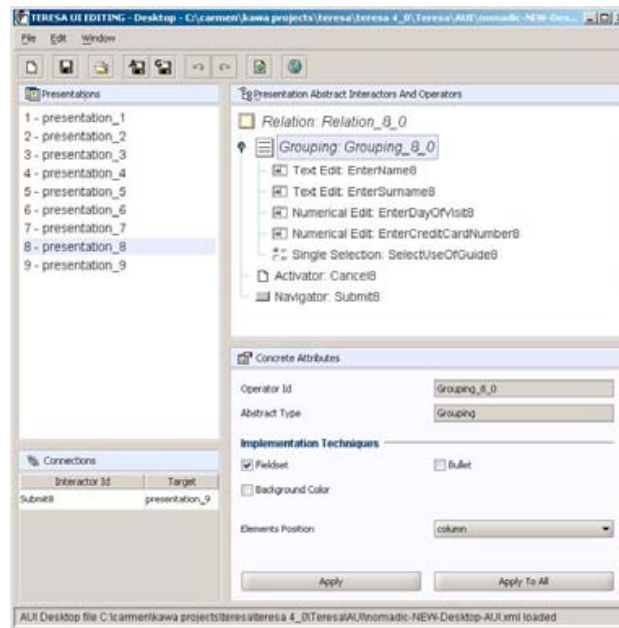 TERESA UI EDITING - Desktop - C:\carmen\kawa projects\teresa\teresa 4_0\Teresa\AUI\nomadic-NEW-Des...
File Edit Window
Presentations
1 - presentation_1
2 - presentation_2
3 - presentation_3
4 - presentation_4
5 - presentation_5
6 - presentation_6
7 - presentation_7
8 - presentation_8
9 - presentation_9
Connections
Interactor Id Target
Submit8 presentation_9
Presentation Abstract Interactors And Operators
Relation: Relation_8_0
Grouping: Grouping_8_0
Text Edit: EnterName8
Text Edit: EnterSurname8
Numerical Edit: EnterDayOfVisit8
Numerical Edit: EnterCreditCardNumber8
Single Selection: SelectUseOfGuide8
Activator: Cancel8
Navigator: Submit8
Concrete Attributes
Operator Id Grouping_8_0
Abstract Type Grouping
Implementation Techniques
Fieldset Bullet
Background Color
Elements Position column
Apply Apply To All
AUI Desktop file C:\carmen\kawa projects\teresa\teresa 4_0\Teresa\AUI\nomadic-NEW-Desktop-AUI.xml loaded